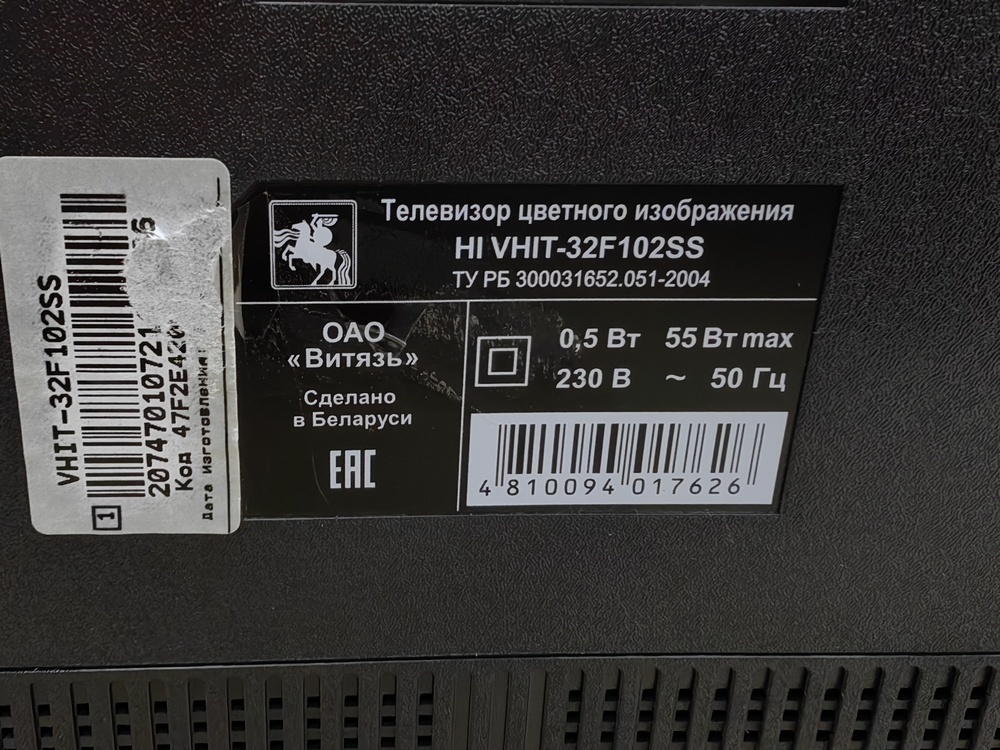 VHIT-32F102SS
20747010721
Код
Дата изготовления:
1
Телевизор цветного изображения
HI VHIT-32F102SS
ТУ РБ 300031652.051-2004
ОАО
«Витязь»
Сделано
в Беларуси
EAC
0,5 Вт 55 Вт max
230 В ~ 50 Гц
4 810094 017626